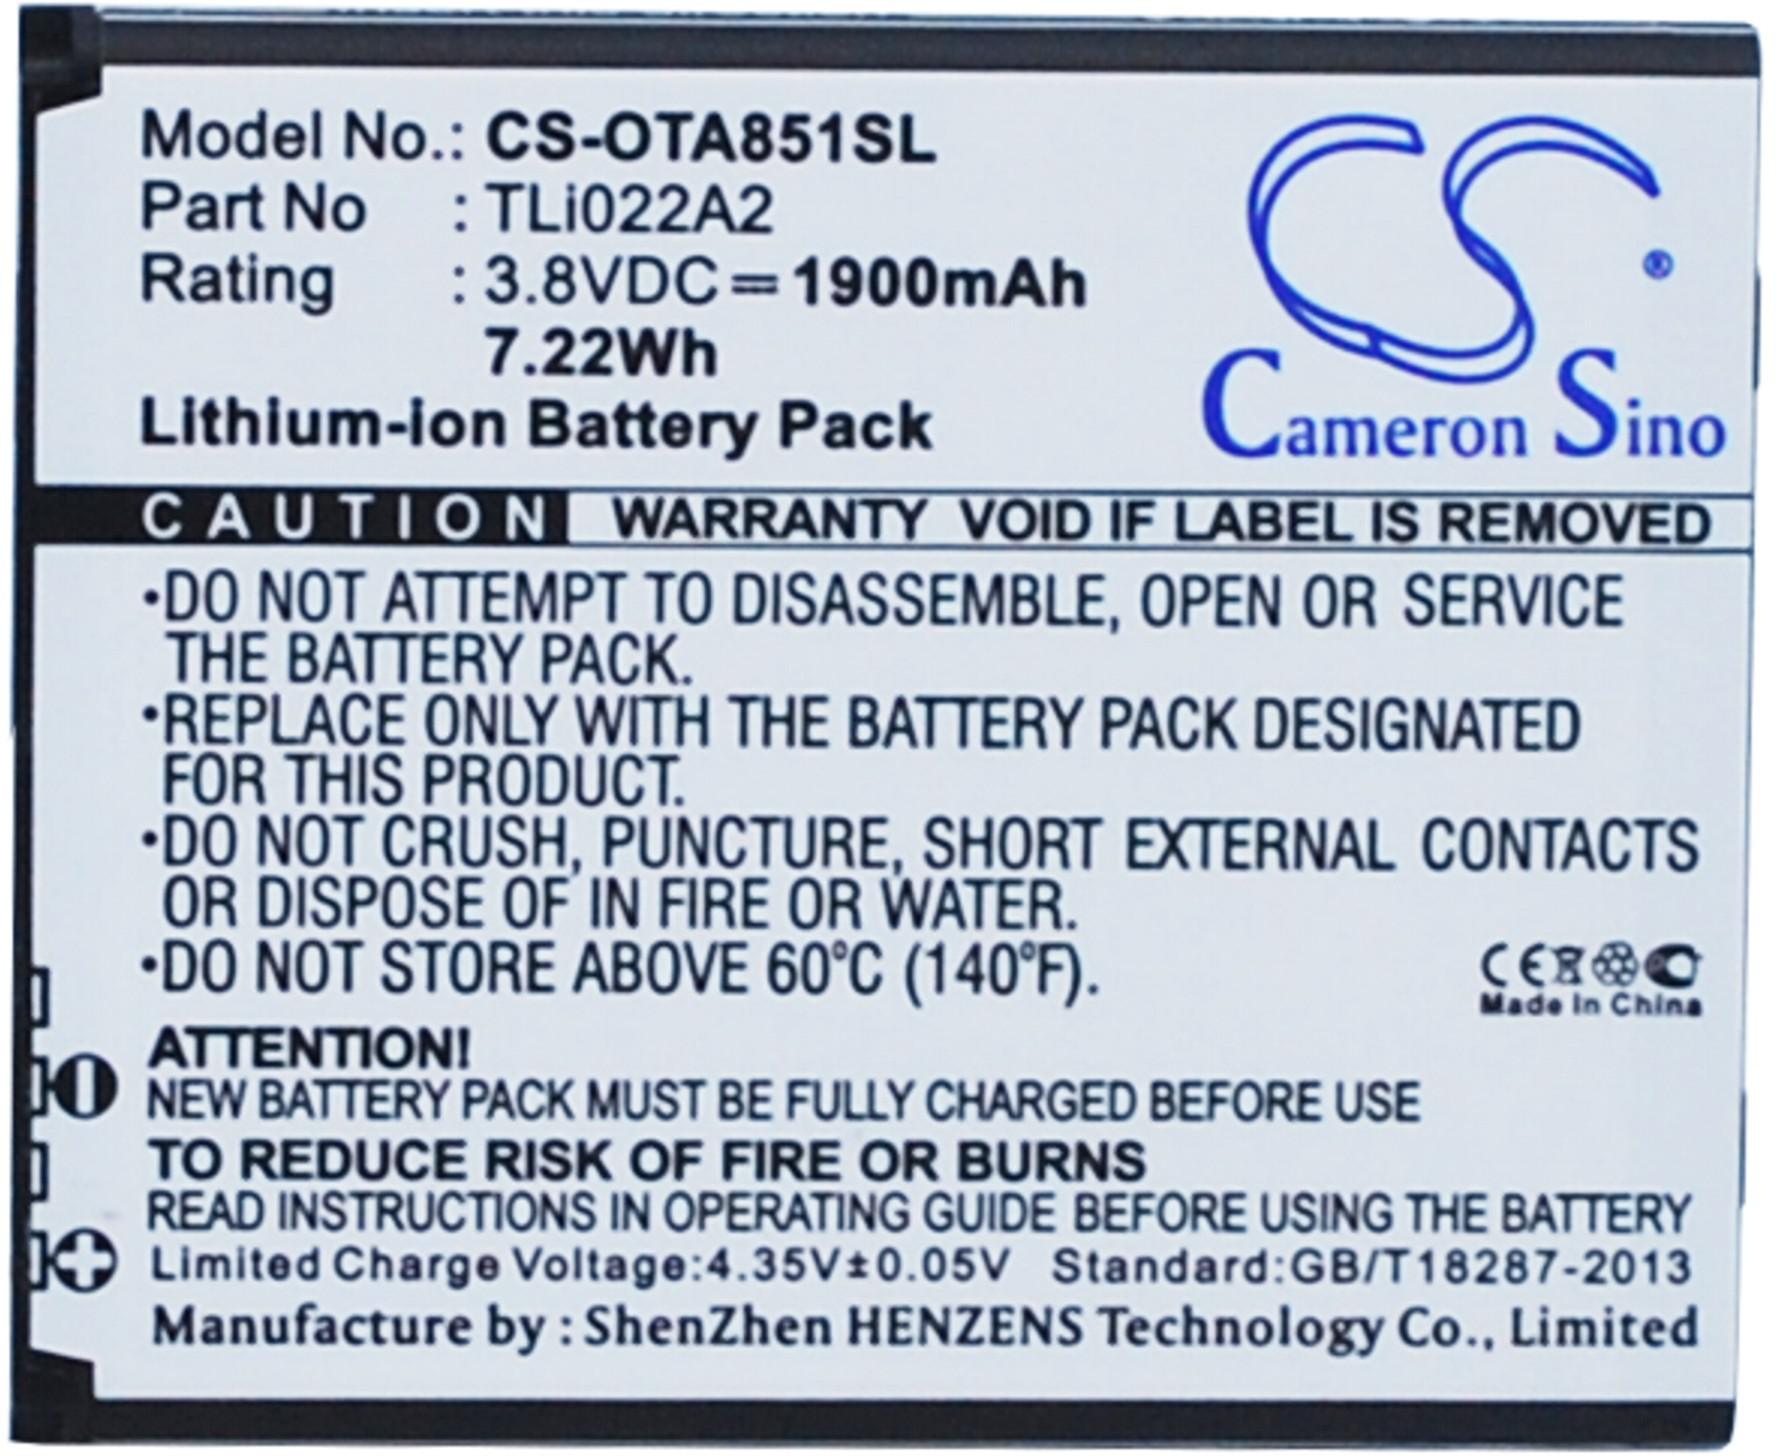 Model No.: CS-OTA851SL
Part No : TLi022A2
Rating : 3.8VDC⎓1900mAh
7.22Wh
Lithium-ion Battery Pack
CS
®
Cameron Sino
CAUTION WARRANTY VOID IF LABEL IS REMOVED
•DO NOT ATTEMPT TO DISASSEMBLE, OPEN OR SERVICE
THE BATTERY PACK.
•REPLACE ONLY WITH THE BATTERY PACK DESIGNATED
FOR THIS PRODUCT.
•DO NOT CRUSH, PUNCTURE, SHORT EXTERNAL CONTACTS
OR DISPOSE OF IN FIRE OR WATER.
•DO NOT STORE ABOVE 60°C (140°F).
CE
Made In China
ATTENTION!
NEW BATTERY PACK MUST BE FULLY CHARGED BEFORE USE
TO REDUCE RISK OF FIRE OR BURNS
READ INSTRUCTIONS IN OPERATING GUIDE BEFORE USING THE BATTERY
Limited Charge Voltage:4.35V±0.05V Standard:GB/T18287-2013
Manufacture by : ShenZhen HENZENS Technology Co., Limited